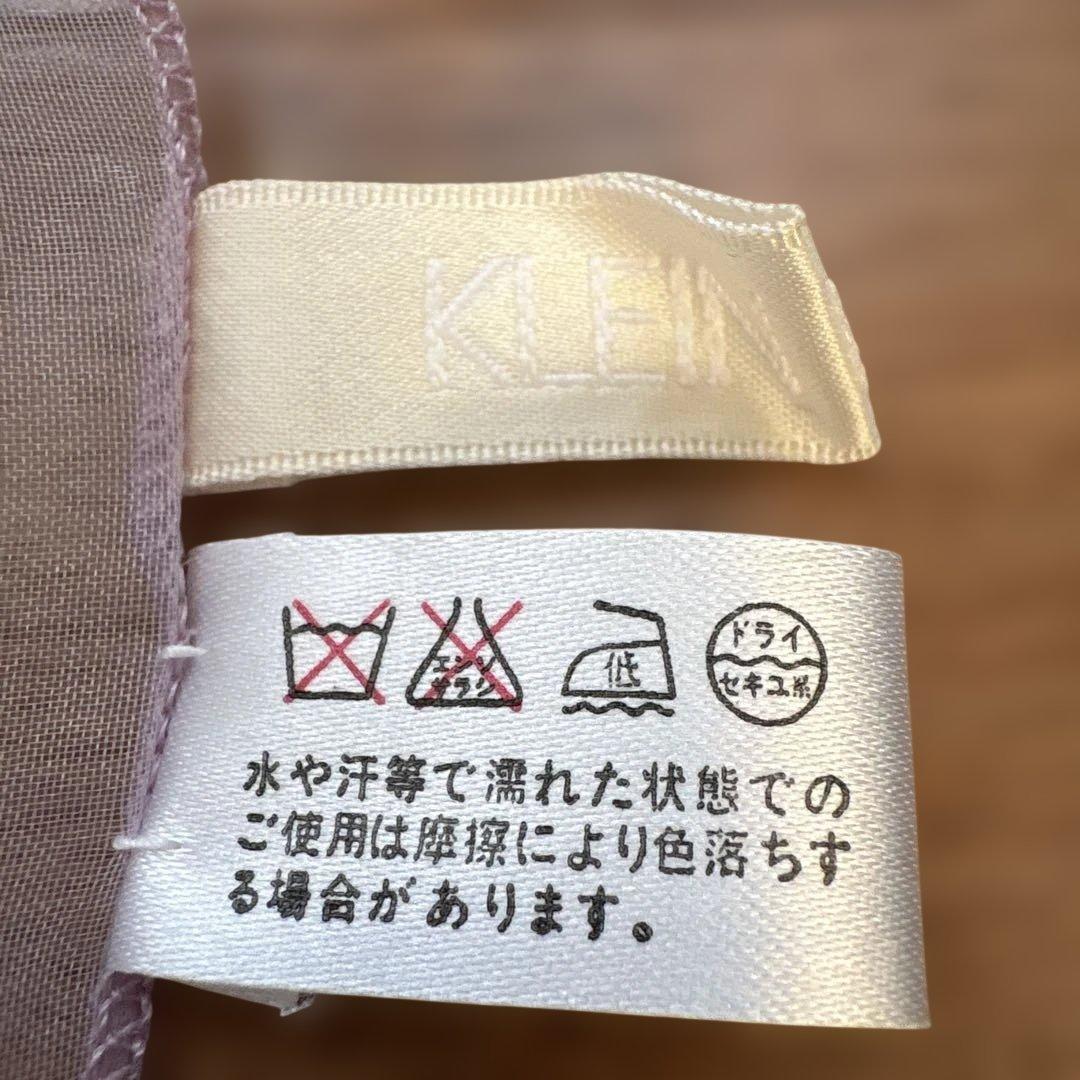 KLEIN
エンソ
サラシ
低
ドライ
セキユ系
水や汗等で濡れた状態での
ご使用は摩擦により色落ちす
る場合があります。